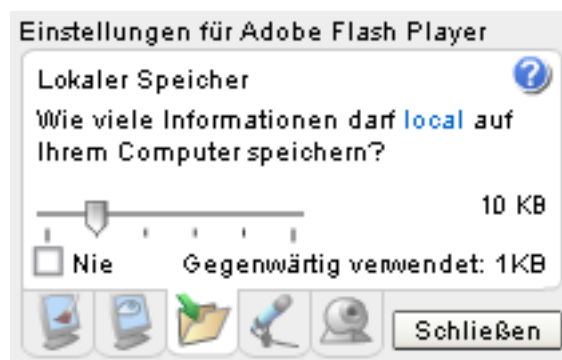 Einstellungen für Adobe Flash Player
Lokaler Speicher
?
Wie viele Informationen darf local auf
Ihrem Computer speichern?
10 KB
Nie
Gegenwärtig verwendet: 1KB
Schließen